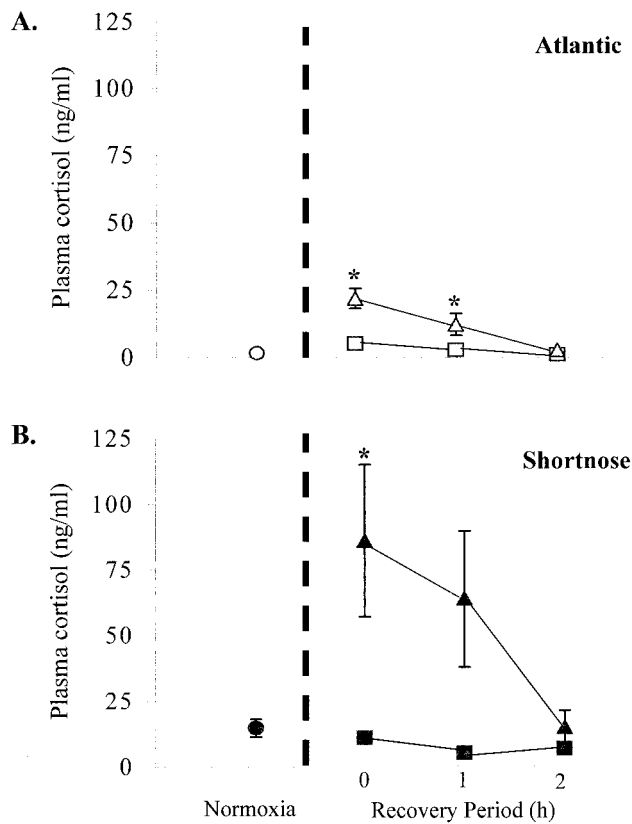 A.
Atlantic
Plasma cortisol (ng/ml)
125
100
75
50
25
0
*
*
B.
Shortnose
Plasma cortisol (ng/ml)
125
100
75
50
25
0
*
0 1 2
Normoxia Recovery Period (h)